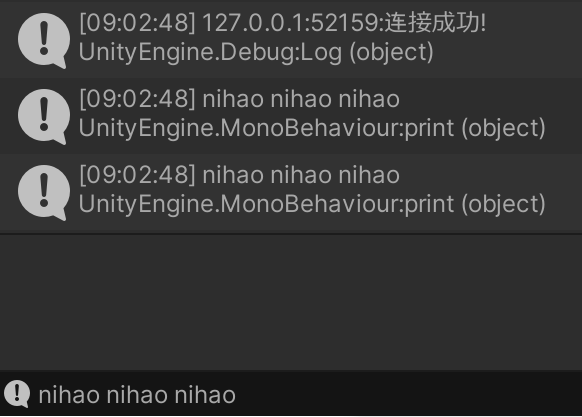 [09:02:48] 127.0.0.1:52159:连接成功!
UnityEngine.Debug:Log (object)
[09:02:48] nihao nihao nihao
UnityEngine.MonoBehaviour:print (object)
[09:02:48] nihao nihao nihao
UnityEngine.MonoBehaviour:print (object)
nihao nihao nihao